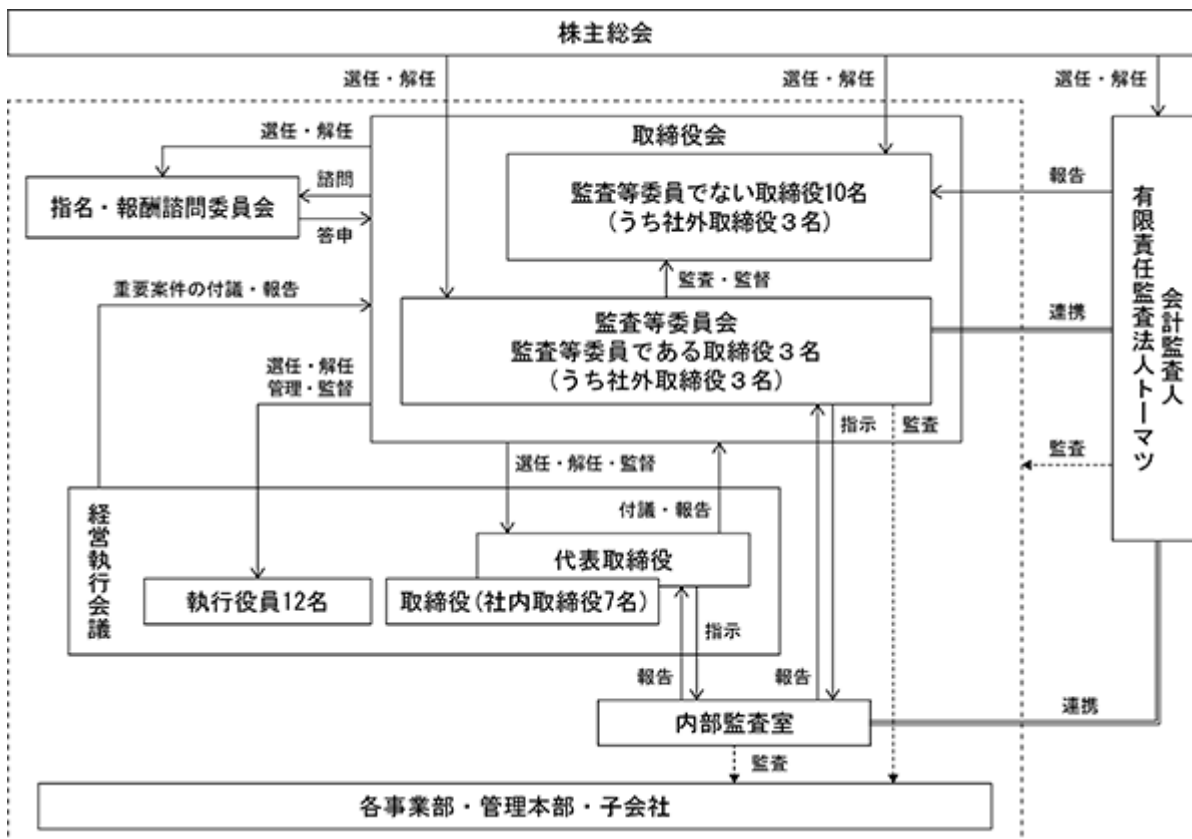 株主総会
選任・解任
選任・解任
選任・解任
選任・解任
取締役会
諮問
指名・報酬諮問委員会
答申
監査等委員でない取締役10名
(うち社外取締役３名)
報告
監査・監督
重要案件の付議・報告
監査等委員会
監査等委員である取締役３名
(うち社外取締役３名)
連携
会計監査人
有限責任監査法人トーマツ
選任・解任
管理・監督
指示
監査
監査
選任・解任・監督
付議・報告
経営執行会議
代表取締役
執行役員12名
取締役(社内取締役7名)
指示
報告
報告
内部監査室
連携
監査
各事業部・管理本部・子会社